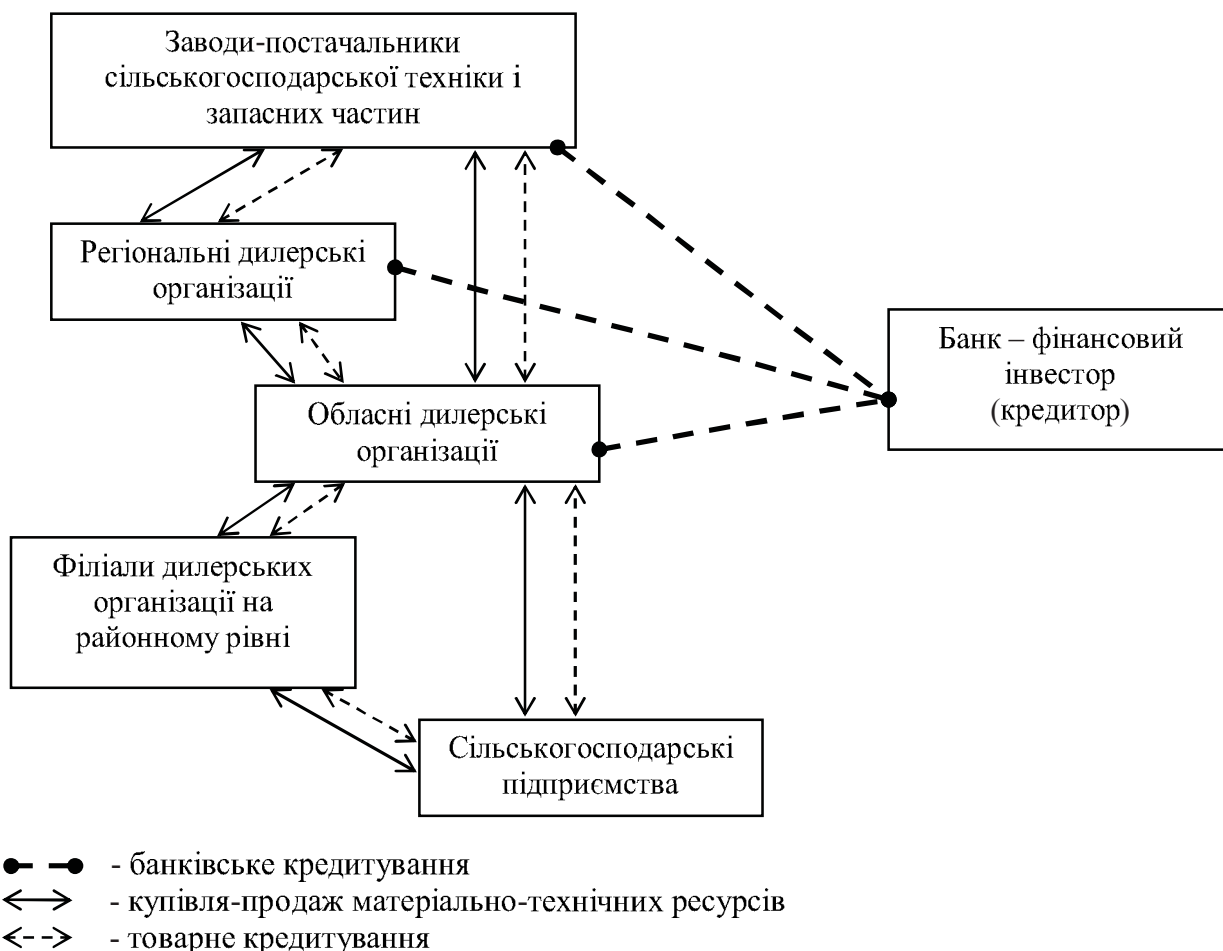 Заводи-постачальники
сільськогосподарської техніки і
запасних частин
Регіональні дилерські
організації
Банк – фінансовий
інвестор
(кредитор)
Обласні дилерські
організації
Філіали дилерських
організації на
районному рівні
Сільськогосподарські
підприємства
- банківське кредитування
- купівля-продаж матеріально-технічних ресурсів
- товарне кредитування